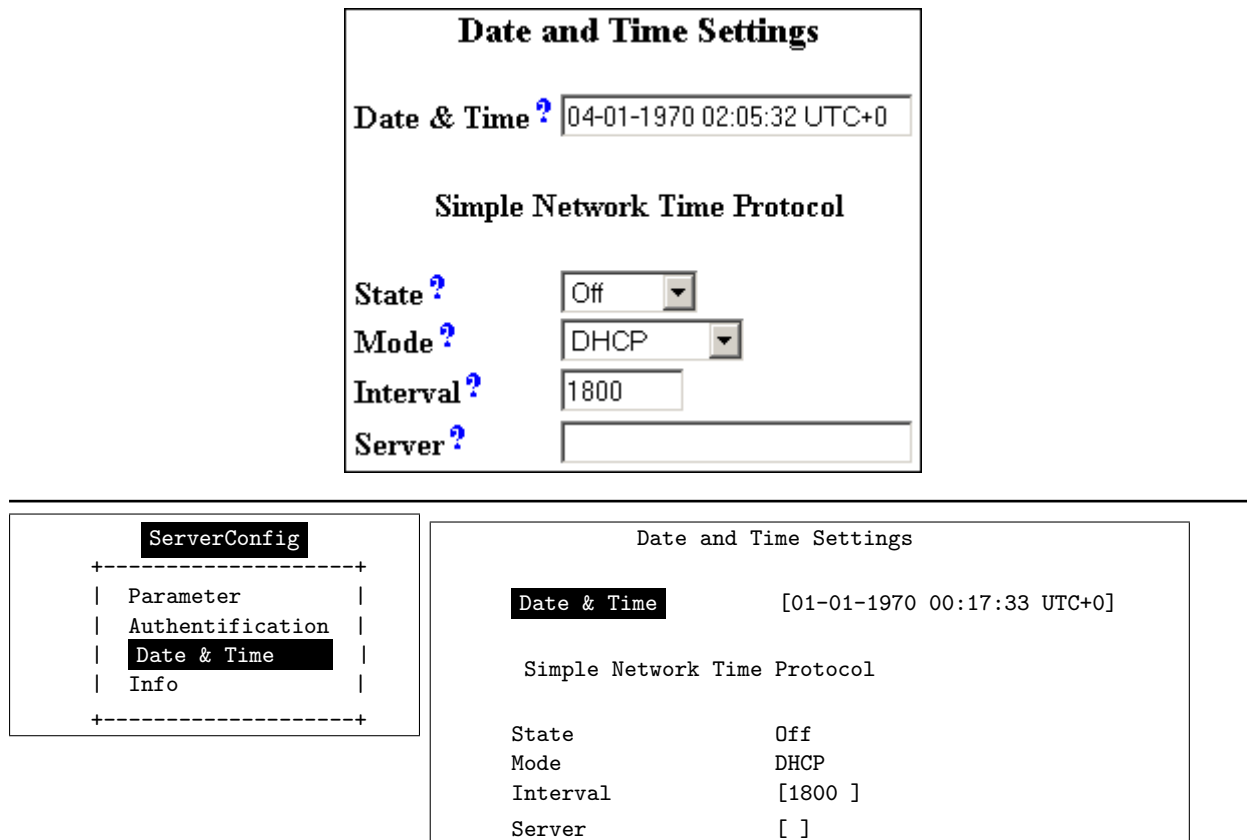 Date and Time Settings
Date & Time ? 04-01-1970 02:05:32 UTC+0
Simple Network Time Protocol
State ? Off
Mode ? DHCP
Interval ? 1800
Server ?
ServerConfig
+--------------------+
| Parameter |
| Authentification |
| Date & Time |
| Info |
+--------------------+
Date and Time Settings
Date & Time [01-01-1970 00:17:33 UTC+0]
Simple Network Time Protocol
State Off
Mode DHCP
Interval [1800 ]
Server [ ]